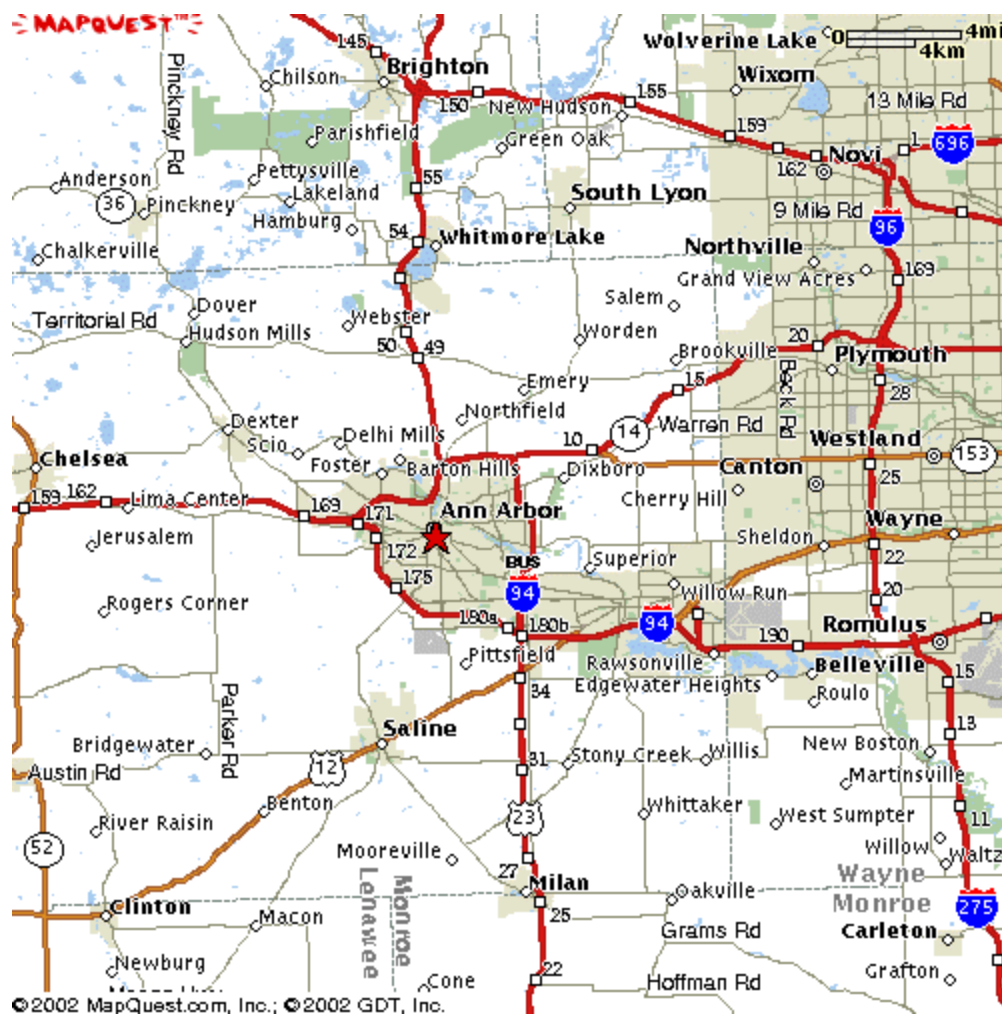 MAPQUEST™
Wolverine Lake
0 4mi
4km
145
Brighton
Chilson
Wixom
Pinckney Rd
150
New Hudson
155
13 Mile Rd
Parishfield
Green Oak
159
1
696
Novi
162
Anderson
Pettysville
55
Lakeland
South Lyon
36
Pinckney
Hamburg
9 Mile Rd
54
Whitmore Lake
96
Chalkerville
Northville
Grand View Acres
169
Dover
Salem
Territorial Rd
Webster
Hudson Mills
Worden
20
50
49
Brookville
Plymouth
Emery
15
Beck Rd
28
Northfield
Dexter
14
Warren Rd
Scio
Delhi Mills
10
Westland
Chelsea
Foster
Barton Hills
Dixboro
Canton
153
25
159
162
Lima Center
Cherry Hill
169
171
Ann Arbor
Wayne
Jerusalem
172
Sheldon
22
BUS
Superior
175
94
Willow Run
20
Rogers Corner
180a
180b
94
190
Romulus
Pittsfield
Rawsonville
Belleville
34
Edgewater Heights
15
Roulo
Parker Rd
Saline
13
Bridgewater
Stony Creek
Willis
New Boston
Austin Rd
12
31
Martinsville
Benton
23
Whittaker
West Sumpter
11
River Raisin
52
Mooreville
27
Willow
Waltz
Wayne
Monroe
Lenawee
Monroe
Milan
Oakville
Clinton
25
275
Macon
Grams Rd
Carleton
Newburg
22
Cone
Hoffman Rd
Grafton
©2002 MapQuest.com, Inc.; ©2002 GDT, Inc.